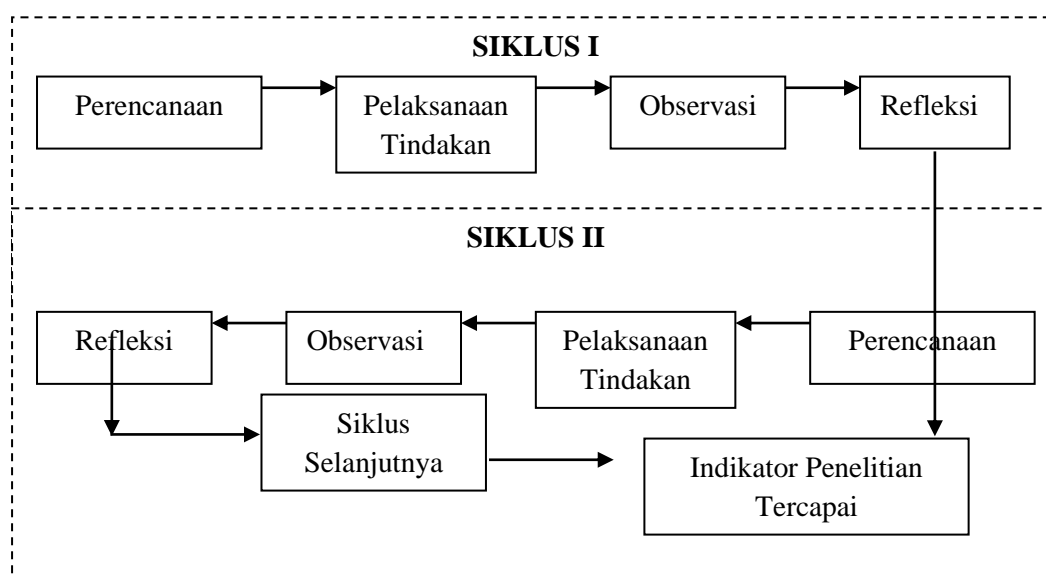 SIKLUS I
Perencanaan
Pelaksanaan
Tindakan
Observasi
Refleksi
SIKLUS II
Refleksi
Observasi
Pelaksanaan
Tindakan
Perencanaan
Siklus
Selanjutnya
Indikator Penelitian
Tercapai